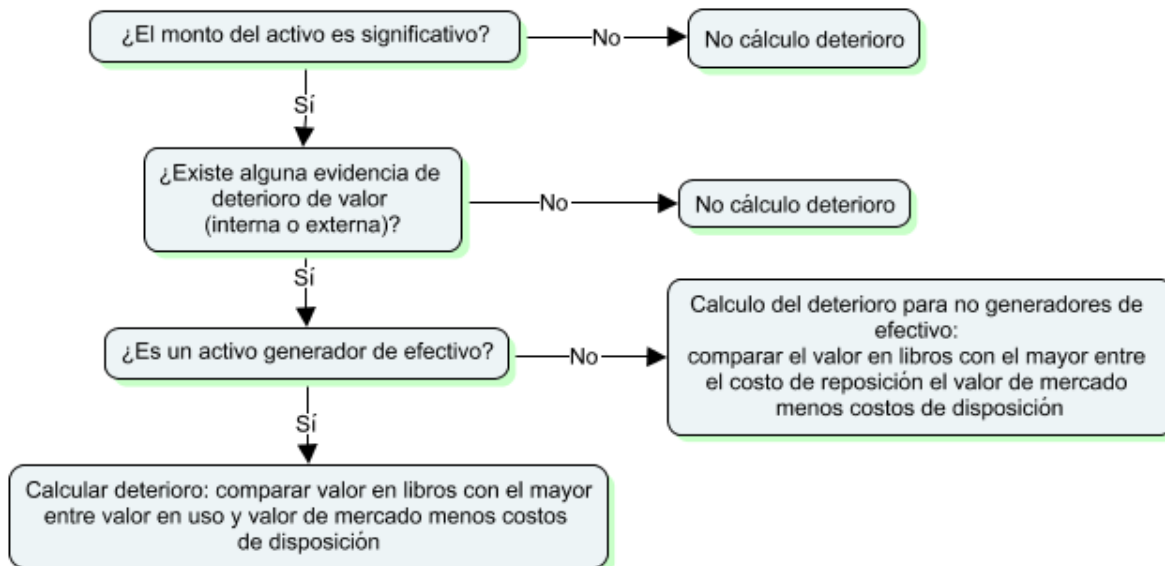 ¿El monto del activo es significativo?
No
No cálculo deterioro
Sí
¿Existe alguna evidencia de
deterioro de valor
(interna o externa)?
No
No cálculo deterioro
Sí
¿Es un activo generador de efectivo?
No
Calculo del deterioro para no generadores de
efectivo:
comparar el valor en libros con el mayor entre
el costo de reposición el valor de mercado
menos costos de disposición
Sí
Calcular deterioro: comparar valor en libros con el mayor
entre valor en uso y valor de mercado menos costos
de disposición